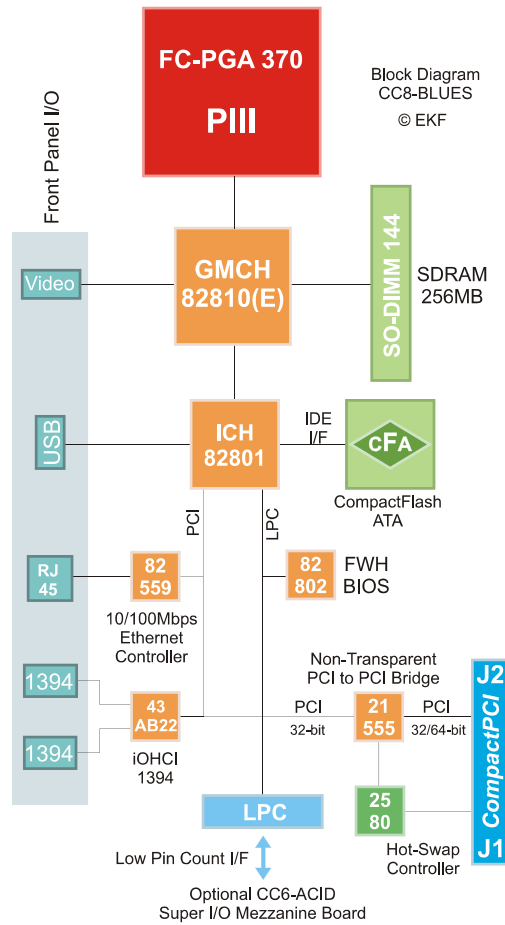 FC-PGA 370
PIII
Block Diagram
CC8-BLUES
© EKF
Front Panel I/O
Video
GMCH
82810(E)
SO-DIMM 144
SDRAM
256MB
USB
ICH
82801
IDE
I/F
CFA
CompactFlash
ATA
PCI
LPC
RJ
45
82
559
10/100Mbps
Ethernet
Controller
82
802
FWH
BIOS
1394
1394
43
AB22
iOHCI
1394
Non-Transparent
PCI to PCI Bridge
PCI
32-bit
21
555
PCI
32/64-bit
J2
CompactPCI
J1
25
80
Hot-Swap
Controller
LPC
Low Pin Count I/F
Optional CC6-ACID
Super I/O Mezzanine Board